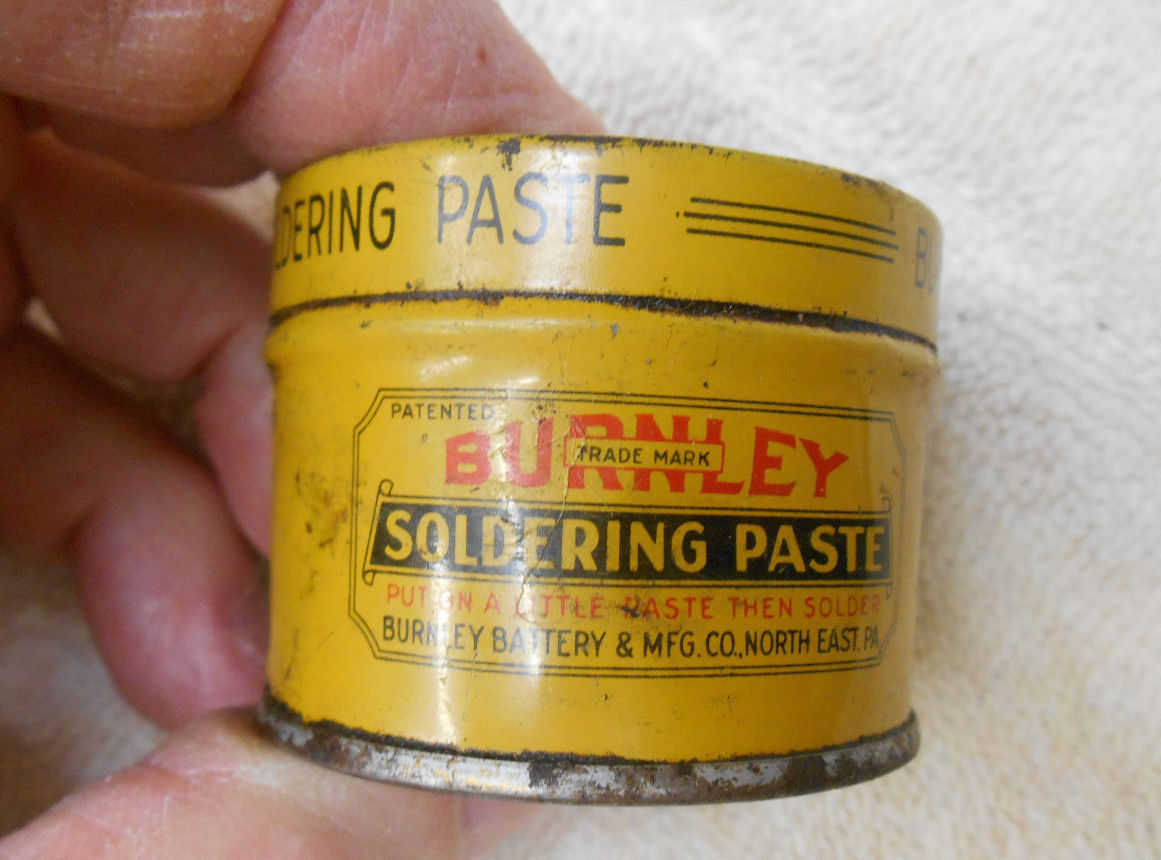 SOLDERING PASTE
PATENTED
BURNLEY
TRADE MARK
SOLDERING PASTE
PUT ON A LITTLE PASTE THEN SOLDER
BURNLEY BATTERY & MFG. CO., NORTH EAST, PA.